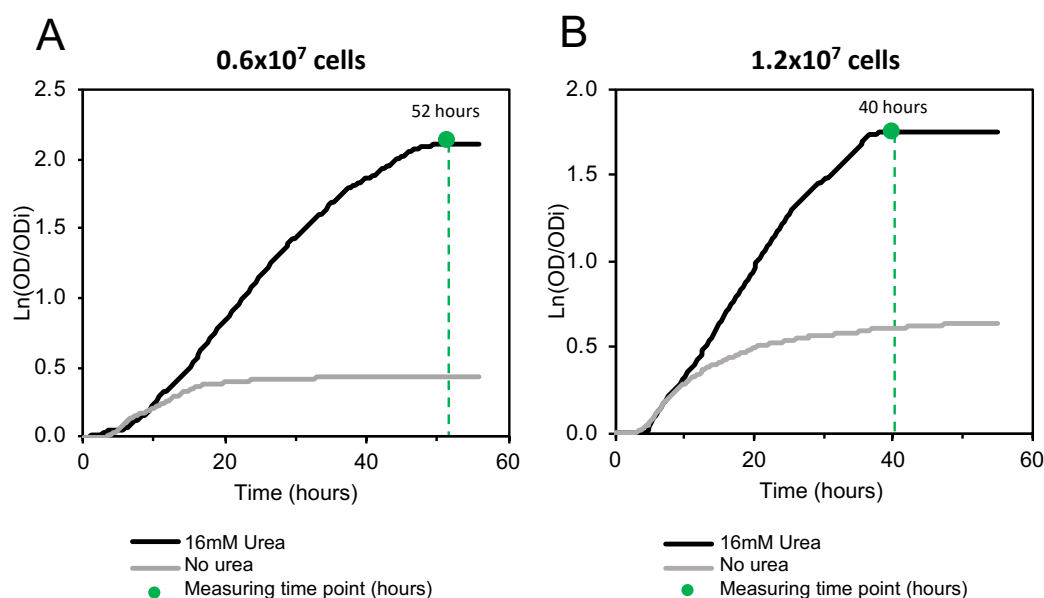 A
0.6x10⁷ cells
2.5
2.0
1.5
1.0
0.5
0.0
Ln(OD/ODi)
52 hours
0
20
40
60
Time (hours)
16mM Urea
No urea
Measuring time point (hours)
B
1.2x10⁷ cells
2.0
1.5
1.0
0.5
0.0
Ln(OD/ODi)
40 hours
0
20
40
60
Time (hours)
16mM Urea
No urea
Measuring time point (hours)